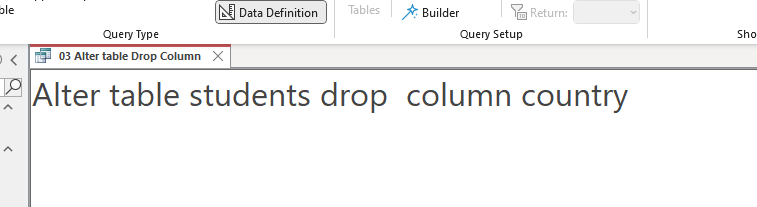 ble
Data Definition
Tables
Builder
Return:
Query Type
Query Setup
Sho
03 Alter table Drop Column
Alter table students drop  column country